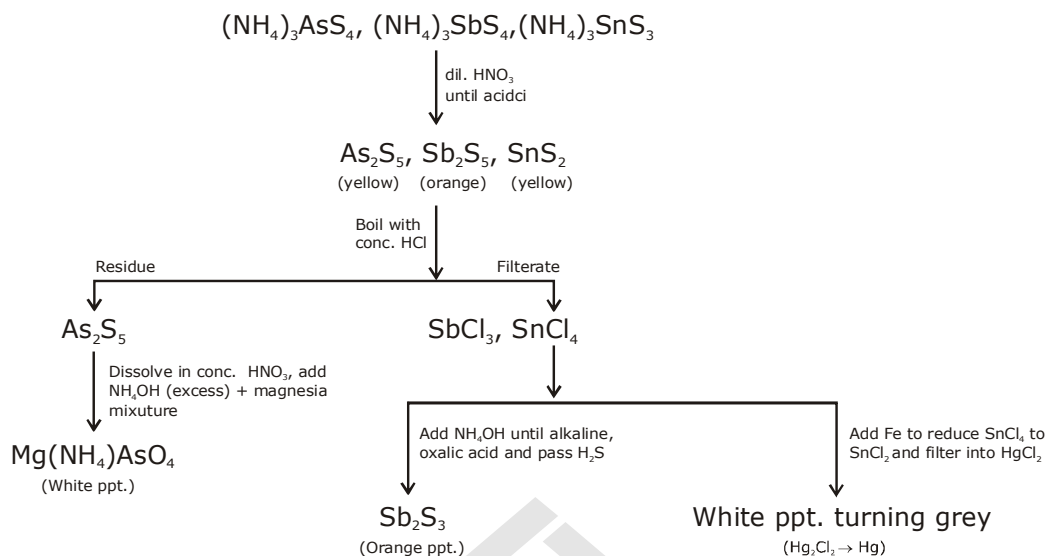 (NH₄)₃AsS₄, (NH₄)₃SbS₄,(NH₄)₃SnS₃
dil. HNO₃
until acidci
As₂S₅, Sb₂S₅, SnS₂
(yellow) (orange) (yellow)
Boil with
conc. HCl
Residue
Filterate
As₂S₅
SbCl₃, SnCl₄
Dissolve in conc. HNO₃, add
NH₄OH (excess) + magnesia
mixuture
Mg(NH₄)AsO₄
(White ppt.)
Add NH₄OH until alkaline,
oxalic acid and pass H₂S
Add Fe to reduce SnCl₄ to
SnCl₂ and filter into HgCl₂
Sb₂S₃
(Orange ppt.)
White ppt. turning grey
(Hg₂Cl₂ → Hg)